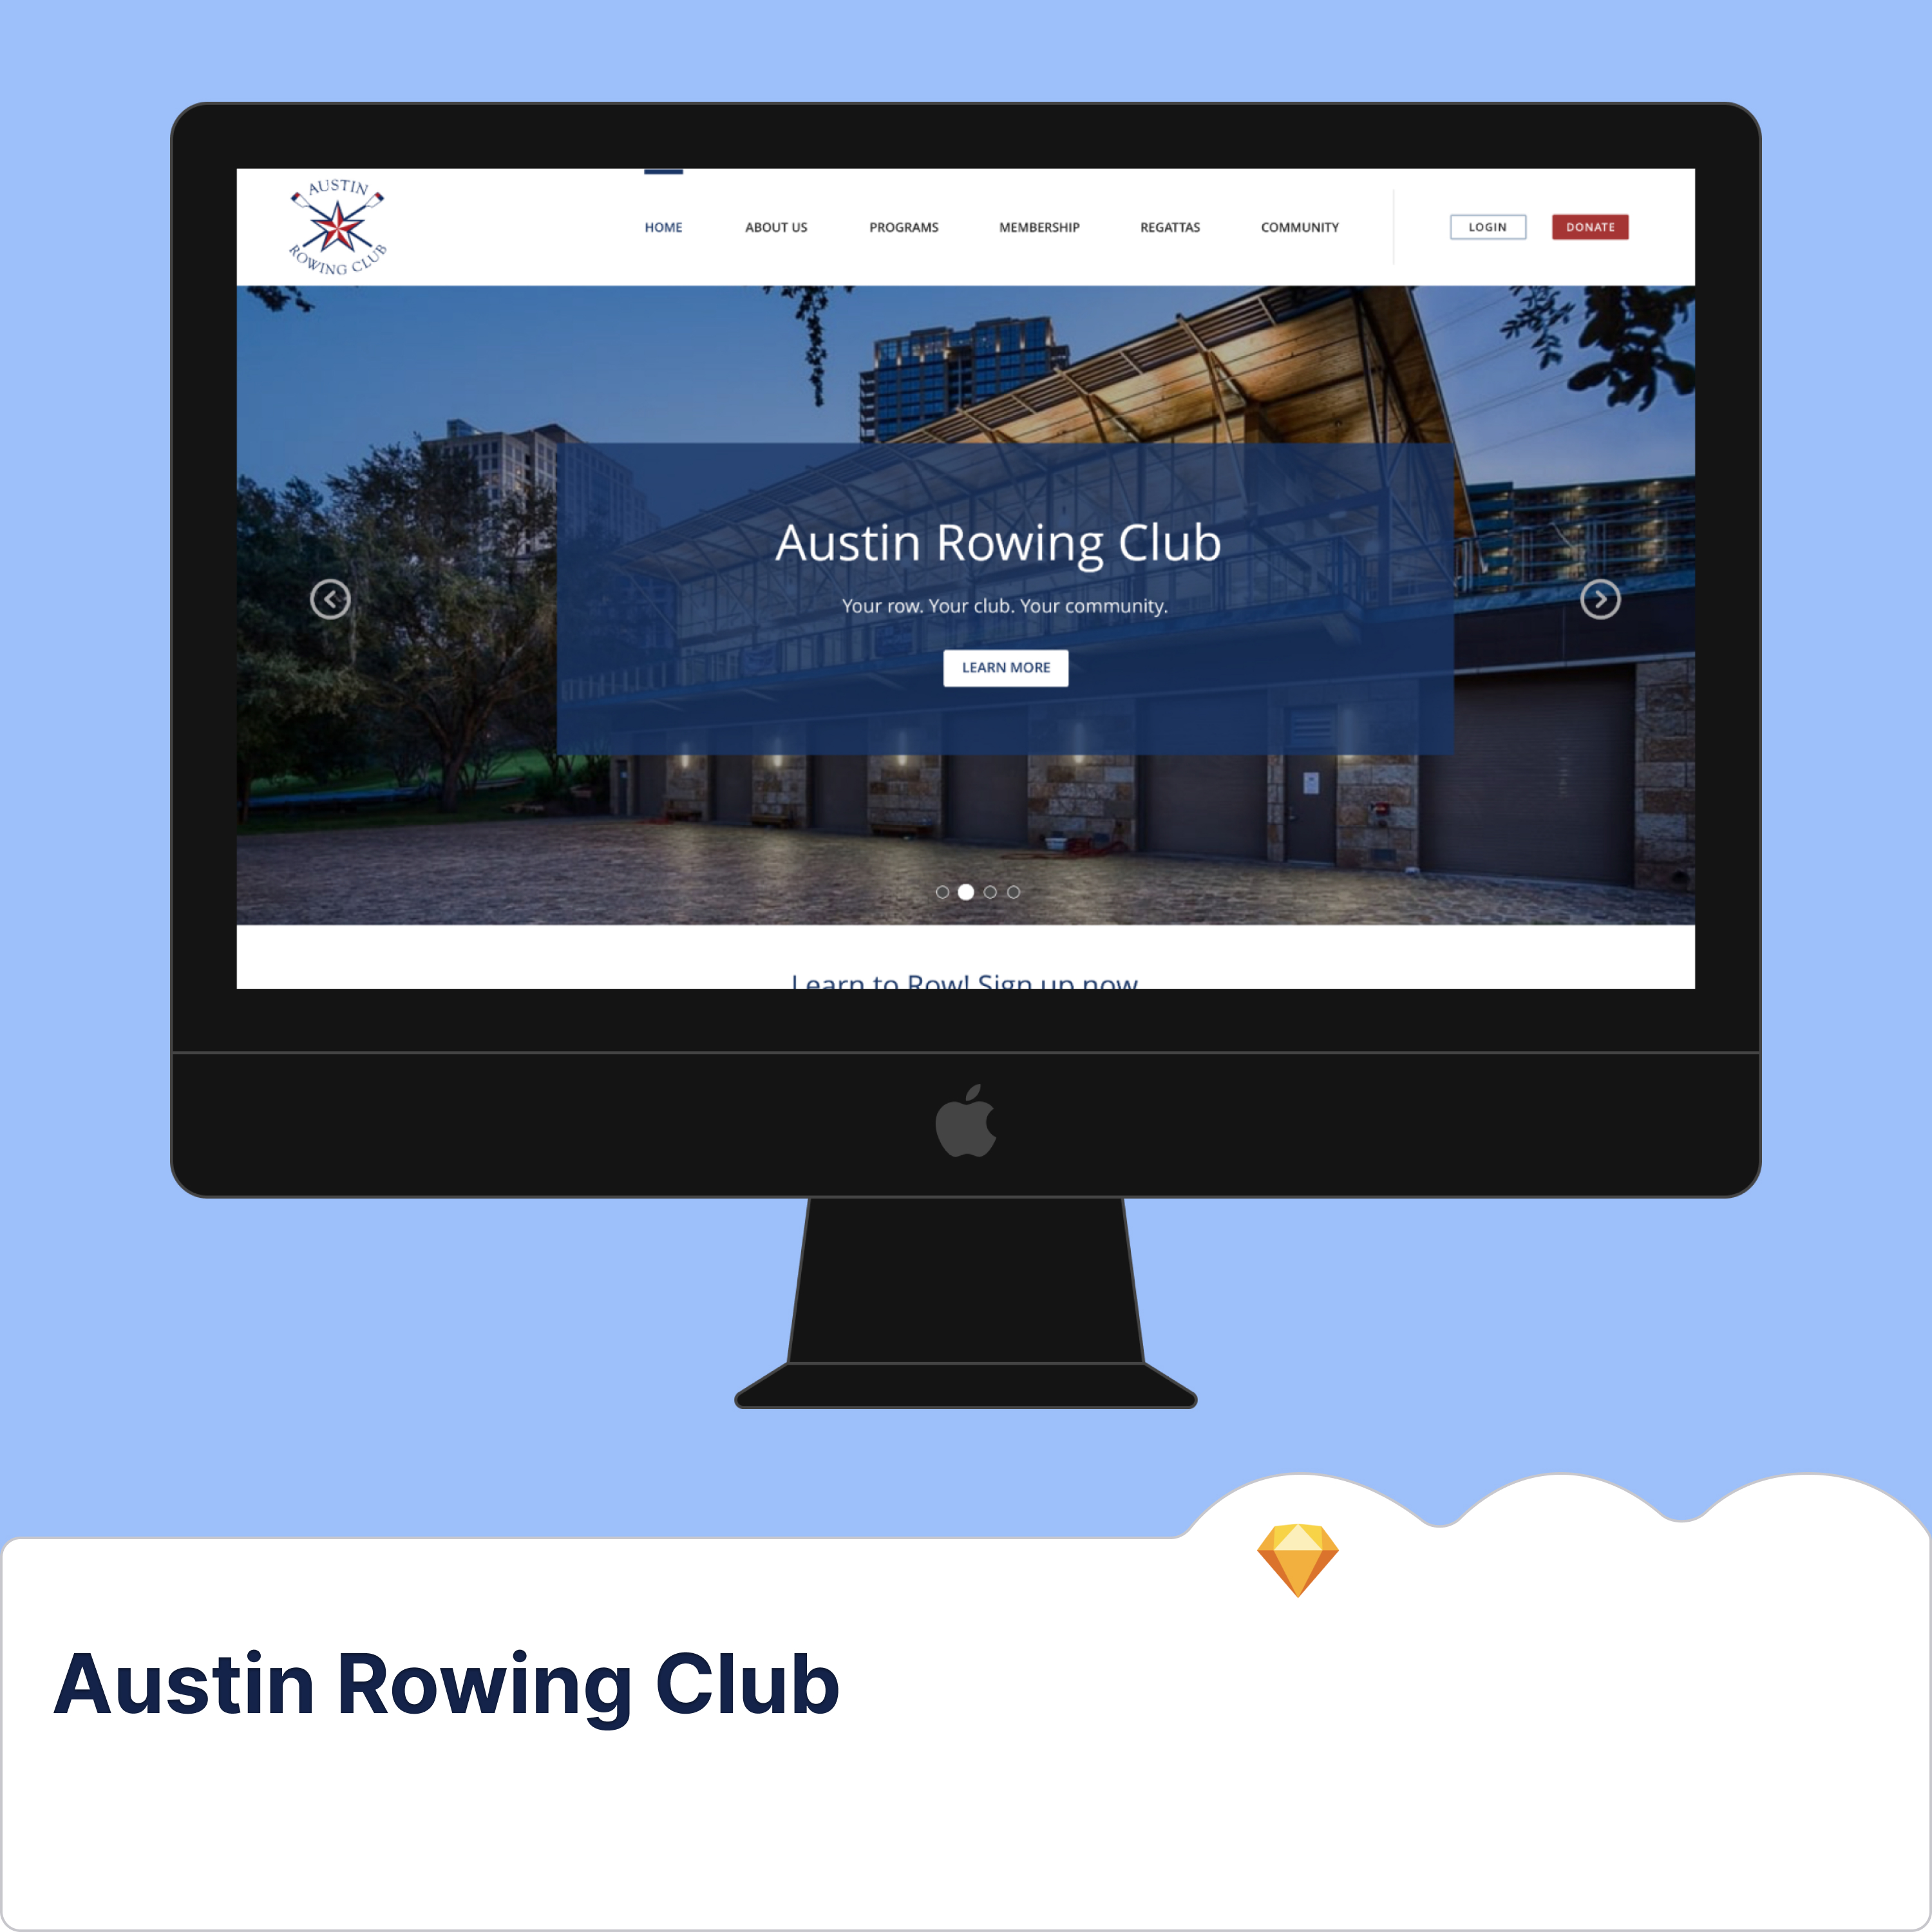 AUSTIN
ROWING CLUB
HOME ABOUT US PROGRAMS MEMBERSHIP REGATTAS COMMUNITY LOGIN DONATE
Austin Rowing Club
Your row. Your club. Your community.
LEARN MORE
Learn to Row! Sign up now
Austin Rowing Club